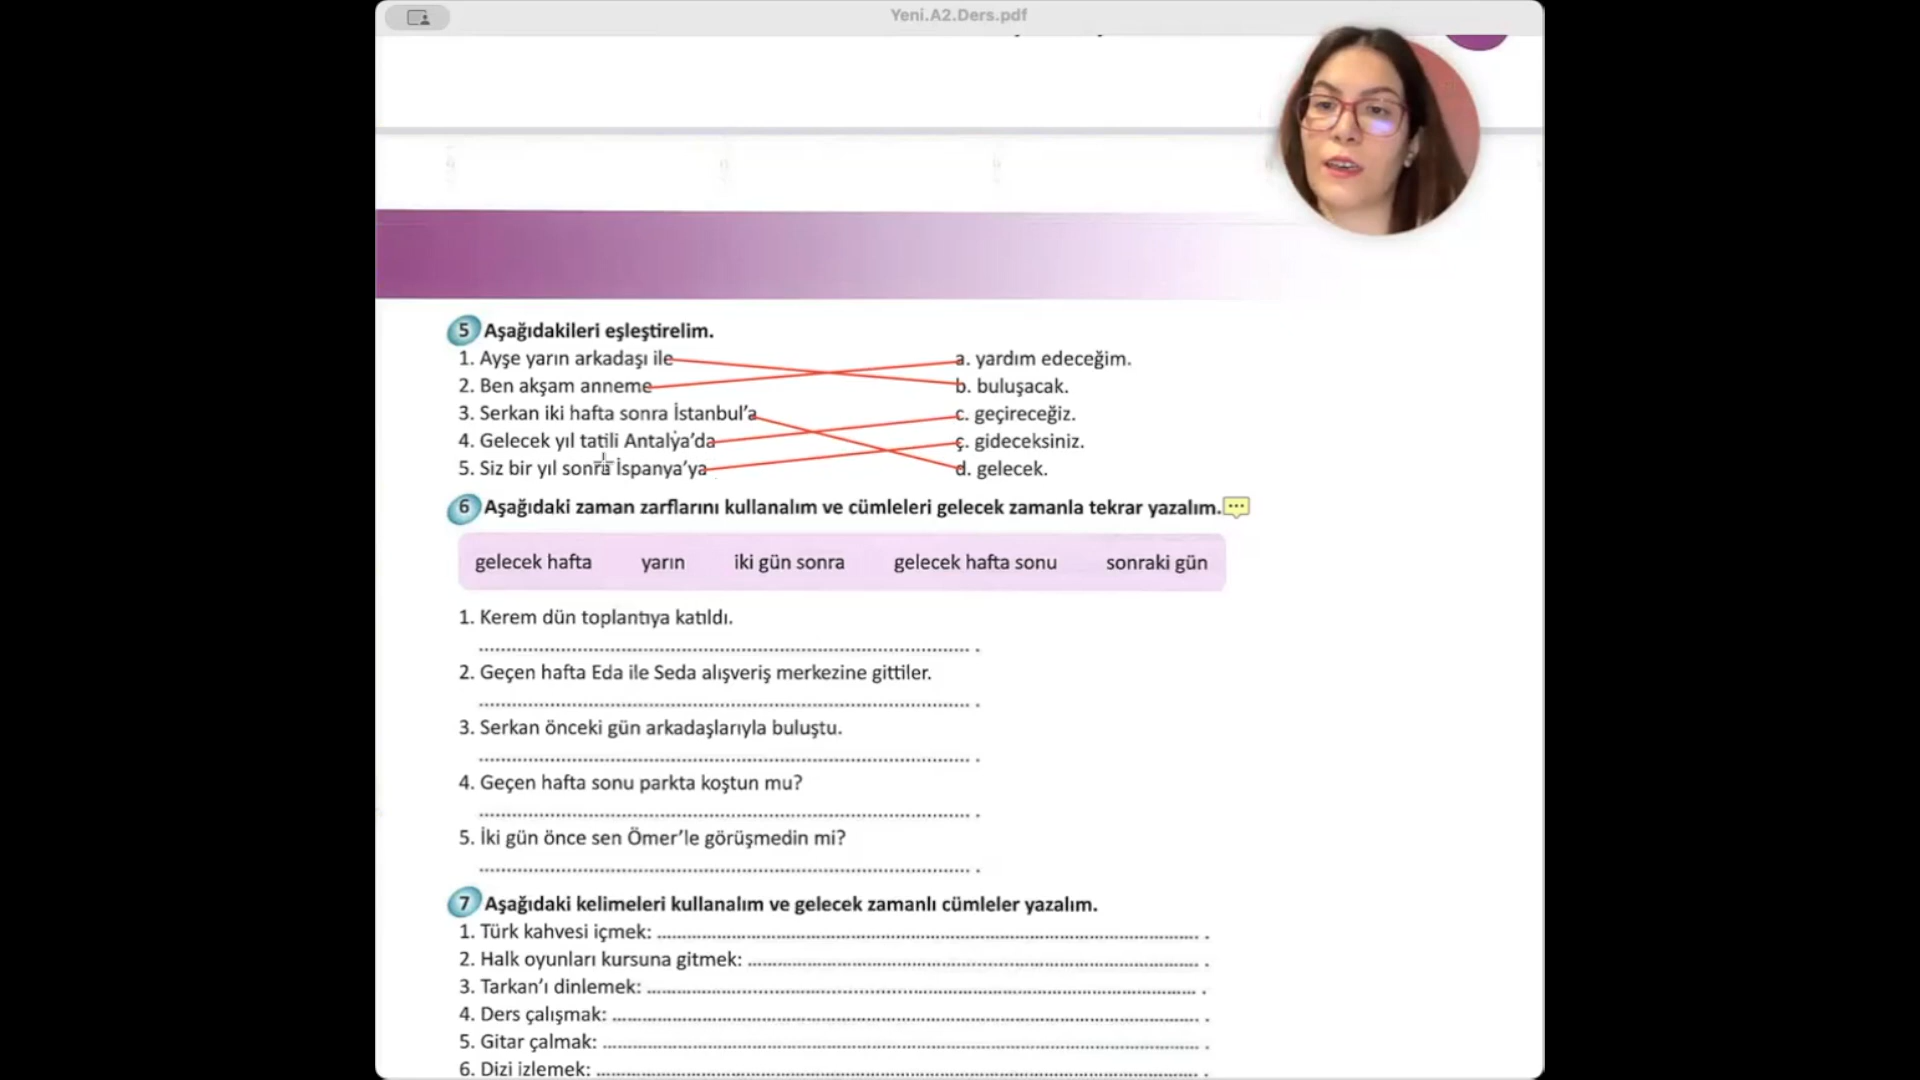 Yeni.A2.Ders.pdf
5 Aşağıdakileri eşleştirelim.
1. Ayşe yarın arkadaşı ile a. yardım edeceğim.
2. Ben akşam anneme b. buluşacak.
3. Serkan iki hafta sonra İstanbul'a c. geçireceğiz.
4. Gelecek yıl tatili Antalya'da ç. gideceksiniz.
5. Siz bir yıl sonra İspanya'ya d. gelecek.
6 Aşağıdaki zaman zarflarını kullanalım ve cümleleri gelecek zamanla tekrar yazalım.
gelecek hafta yarın iki gün sonra gelecek hafta sonu sonraki gün
1. Kerem dün toplantıya katıldı.
2. Geçen hafta Eda ile Seda alışveriş merkezine gittiler.
3. Serkan önceki gün arkadaşlarıyla buluştu.
4. Geçen hafta sonu parkta koştun mu?
5. İki gün önce sen Ömer'le görüşmedin mi?
7 Aşağıdaki kelimeleri kullanalım ve gelecek zamanlı cümleler yazalım.
1. Türk kahvesi içmek:
2. Halk oyunları kursuna gitmek:
3. Tarkan'ı dinlemek:
4. Ders çalışmak:
5. Gitar çalmak:
6. Dizi izlemek: